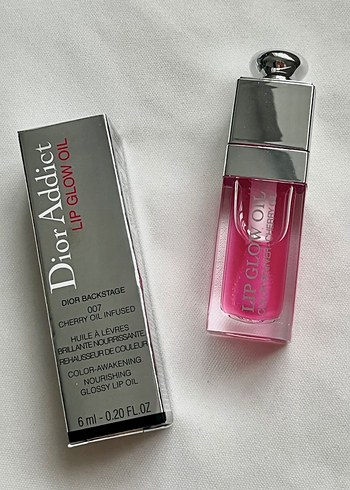 Dior Addict
LIP GLOW OIL
DIOR BACKSTAGE
007
CHERRY OIL INFUSED
HUILE À LÈVRES
BRILLANTE NOURRISSANTE,
REHAUSSEUR DE COULEUR
COLOR-AWAKENING
NOURISHING
GLOSSY LIP OIL
6 ml - 0.20 FL.OZ
LIP GLOW OIL
CHERRY